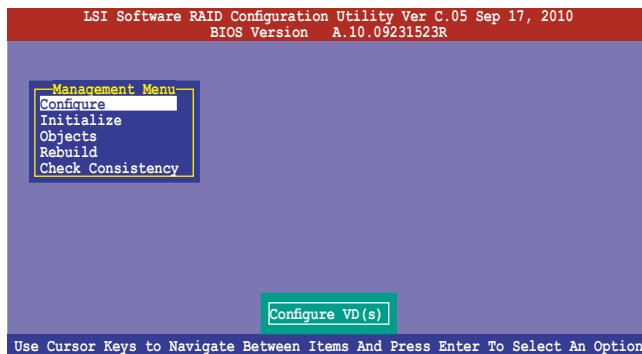 LSI Software RAID Configuration Utility Ver C.05 Sep 17, 2010
BIOS Version A.10.09231523R
Management Menu
Configure
Initialize
Objects
Rebuild
Check Consistency
Configure VD(s)
Use Cursor Keys to Navigate Between Items And Press Enter To Select An Option